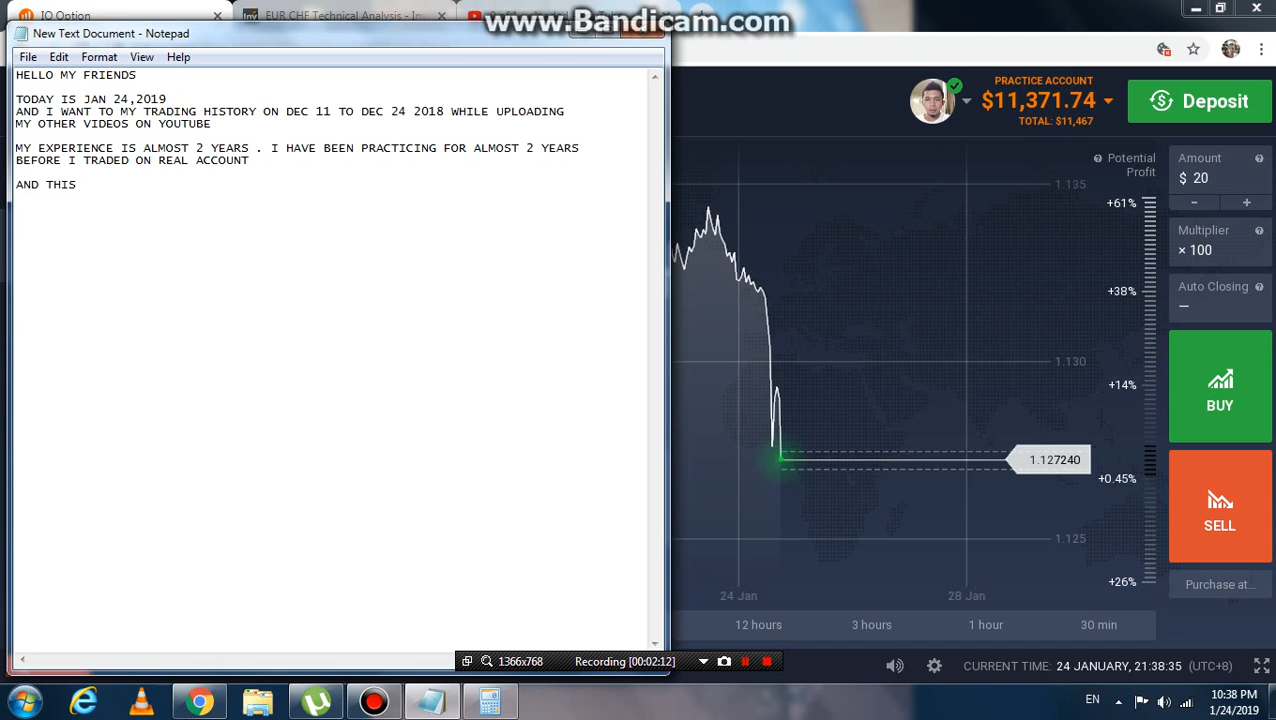 IQ Option
EUR CHF Technical Analysis - Inv
www.Bandicam.com
New Text Document - Notepad
File Edit Format View Help
HELLO MY FRIENDS
TODAY IS JAN 24,2019
AND I WANT TO MY TRADING HISTORY ON DEC 11 TO DEC 24 2018 WHILE UPLOADING
MY OTHER VIDEOS ON YOUTUBE
MY EXPERIENCE IS ALMOST 2 YEARS . I HAVE BEEN PRACTICING FOR ALMOST 2 YEARS
BEFORE I TRADED ON REAL ACCOUNT
AND THIS
PRACTICE ACCOUNT
$11,371.74
TOTAL: $11,467
Deposit
Potential
Profit
+61%
+38%
+14%
+0.45%
+26%
1.135
1.130
1.127240
1.125
24 Jan 28 Jan
12 hours 3 hours 1 hour 30 min
Amount
$ 20
- +
Multiplier
× 100
Auto Closing
—
BUY
SELL
Purchase at...
1366x768 Recording [00:02:12]
CURRENT TIME: 24 JANUARY, 21:38:35 (UTC+8)
EN
10:38 PM
1/24/2019